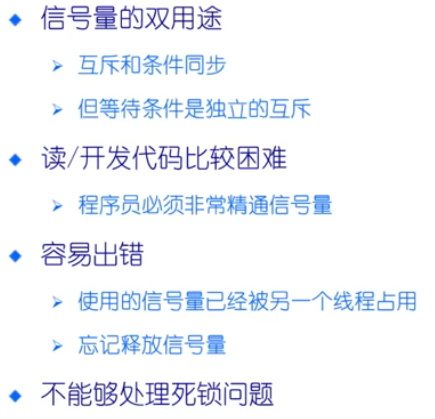 信号量的双用途
互斥和条件同步
但等待条件是独立的互斥
读/开发代码比较困难
程序员必须非常精通信号量
容易出错
使用的信号量已经被另一个线程占用
忘记释放信号量
不能够处理死锁问题